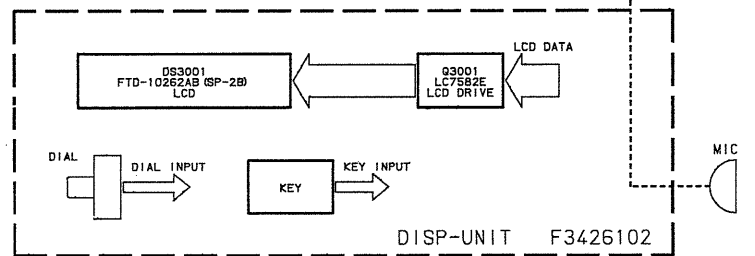 LCD DATA
DS3001
FTD-10262AB (SP-2B)
LCD
Q3001
LC7582E
LCD DRIVE
DIAL
DIAL INPUT
KEY
KEY INPUT
MIC
DISP-UNIT F3426102